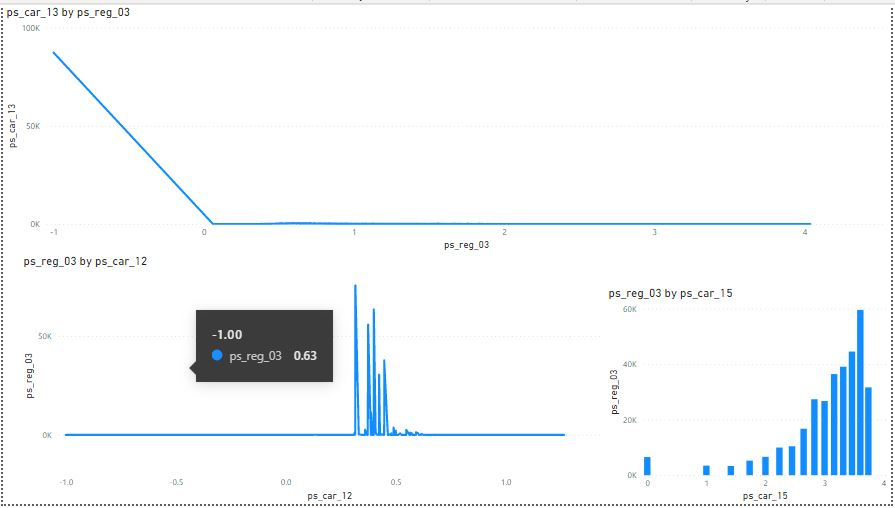 ps_car_13 by ps_reg_03
100K
50K
0K
ps_car_13
-1
0
1
2
3
4
ps_reg_03
ps_reg_03 by ps_car_12
50K
0K
ps_reg_03
-1.00
ps_reg_03 0.63
-1.0
-0.5
0.0
0.5
1.0
ps_car_12
ps_reg_03 by ps_car_15
60K
40K
20K
0K
ps_reg_03
0
1
2
3
4
ps_car_15